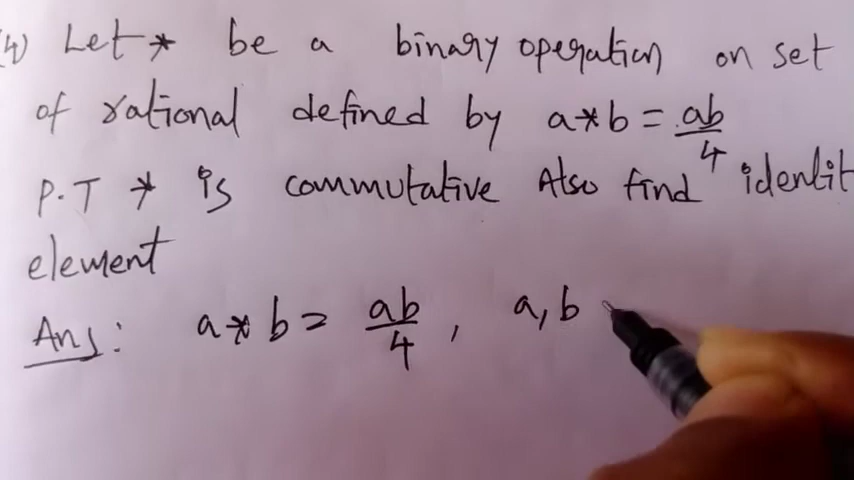 (4) Let * be a binary operation on set
of rational defined by a*b = ab/4
P.T * is commutative Also find identit
element
Ans: a*b = ab/4 , a,b